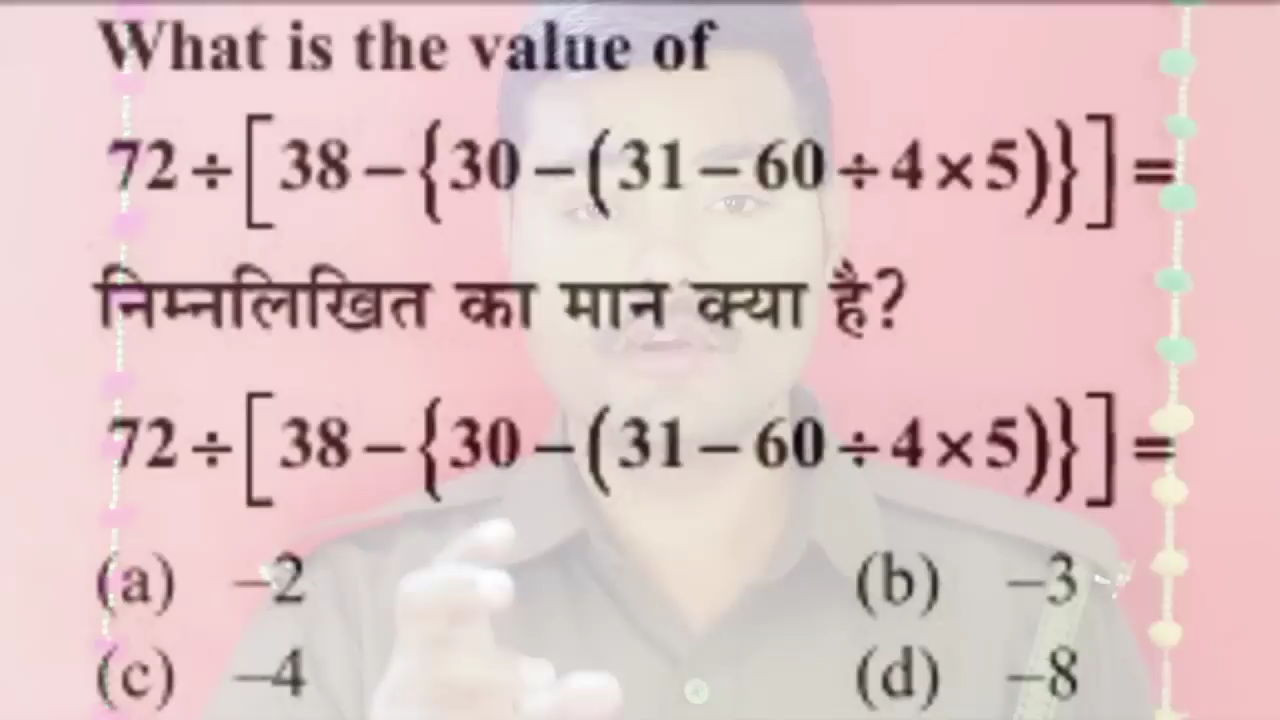 What is the value of
72÷[38−{30−(31−60÷4×5)}]=
निम्नलिखित का मान क्या है?
72÷[38−{30−(31−60÷4×5)}]=
(a) −2 (b) −3
(c) −4 (d) −8